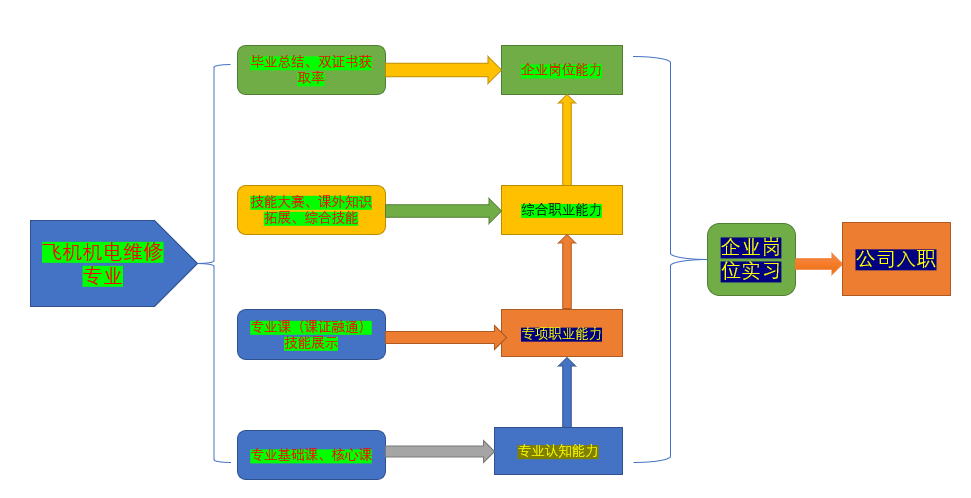 毕业总结、双证书获
取率
企业岗位能力
技能大赛、课外知识
拓展、综合技能
综合职业能力
飞机机电维修
专业
企业岗
位实习
公司入职
专业课（课证融通）
技能展示
专项职业能力
专业基础课、核心课
专业认知能力